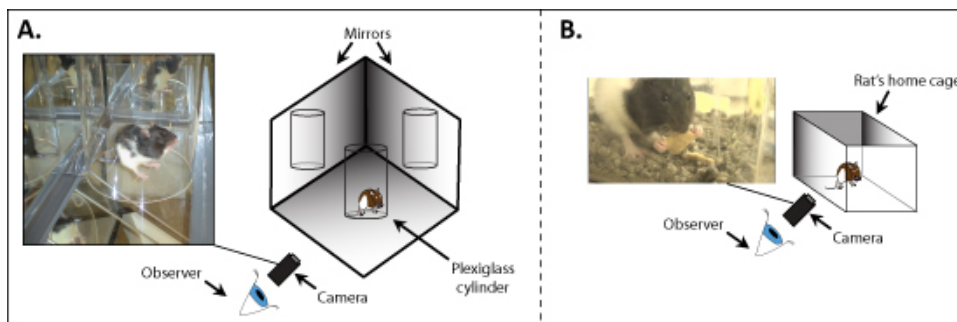 A.
Mirrors
Observer
Camera
Plexiglass
cylinder
B.
Rat's home cage
Observer
Camera